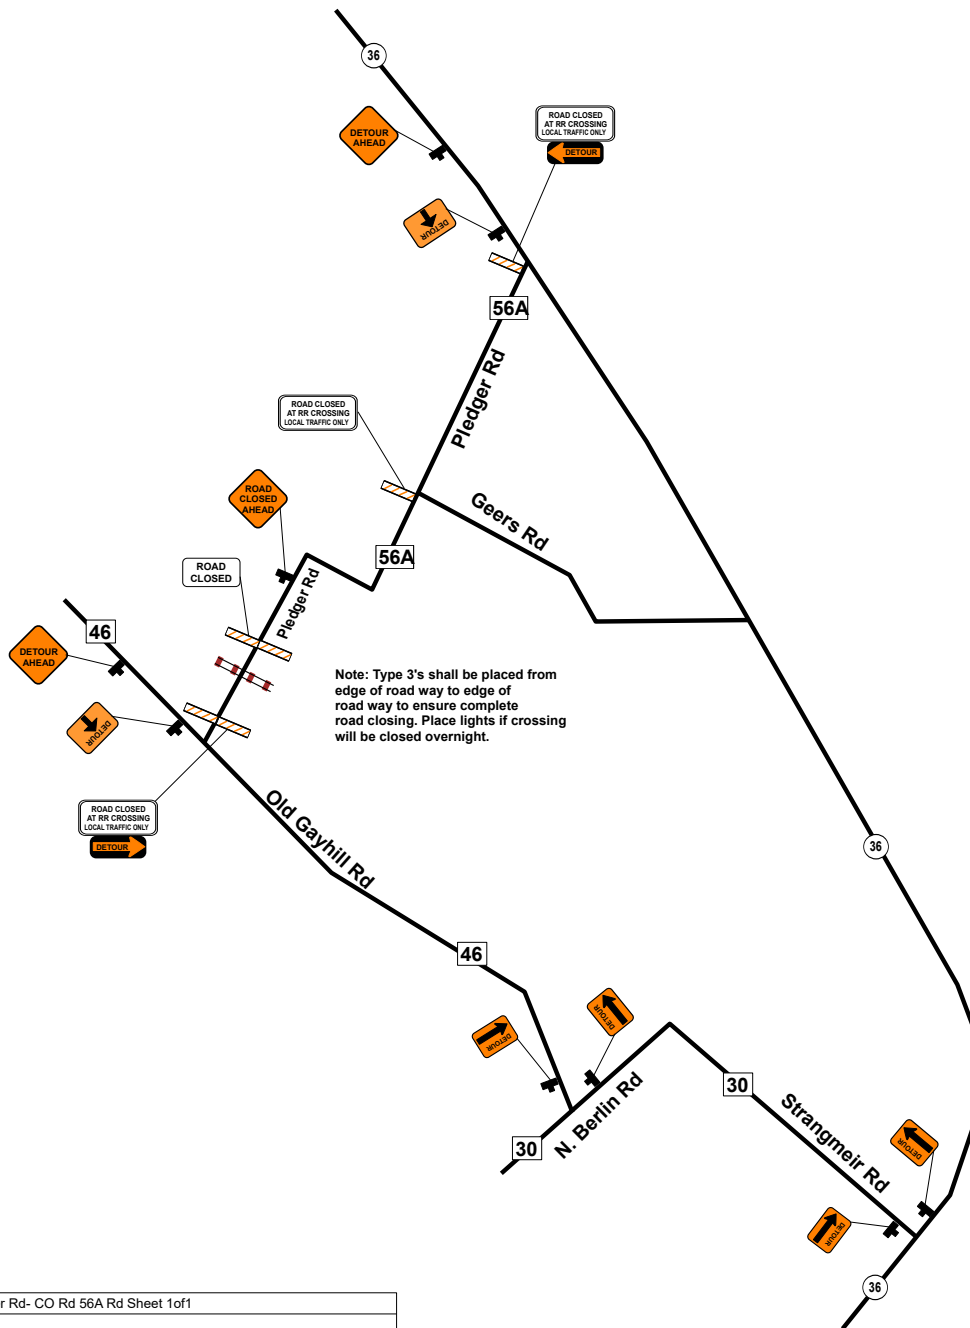 36
DETOUR
AHEAD
ROAD CLOSED
AT RR CROSSING
LOCAL TRAFFIC ONLY
DETOUR
DETOUR
56A
Pledger Rd
ROAD CLOSED
AT RR CROSSING
LOCAL TRAFFIC ONLY
ROAD
CLOSED
AHEAD
Geers Rd
56A
ROAD
CLOSED
Pledger Rd
46
DETOUR
AHEAD
Note: Type 3's shall be placed from
edge of road way to edge of
road way to ensure complete
road closing. Place lights if crossing
will be closed overnight.
DETOUR
ROAD CLOSED
AT RR CROSSING
LOCAL TRAFFIC ONLY
DETOUR
Old Gayhill Rd
36
46
DETOUR
DETOUR
30
N. Berlin Rd
30
Strangmeir Rd
DETOUR
DETOUR
36
r Rd- CO Rd 56A Rd Sheet 1of1